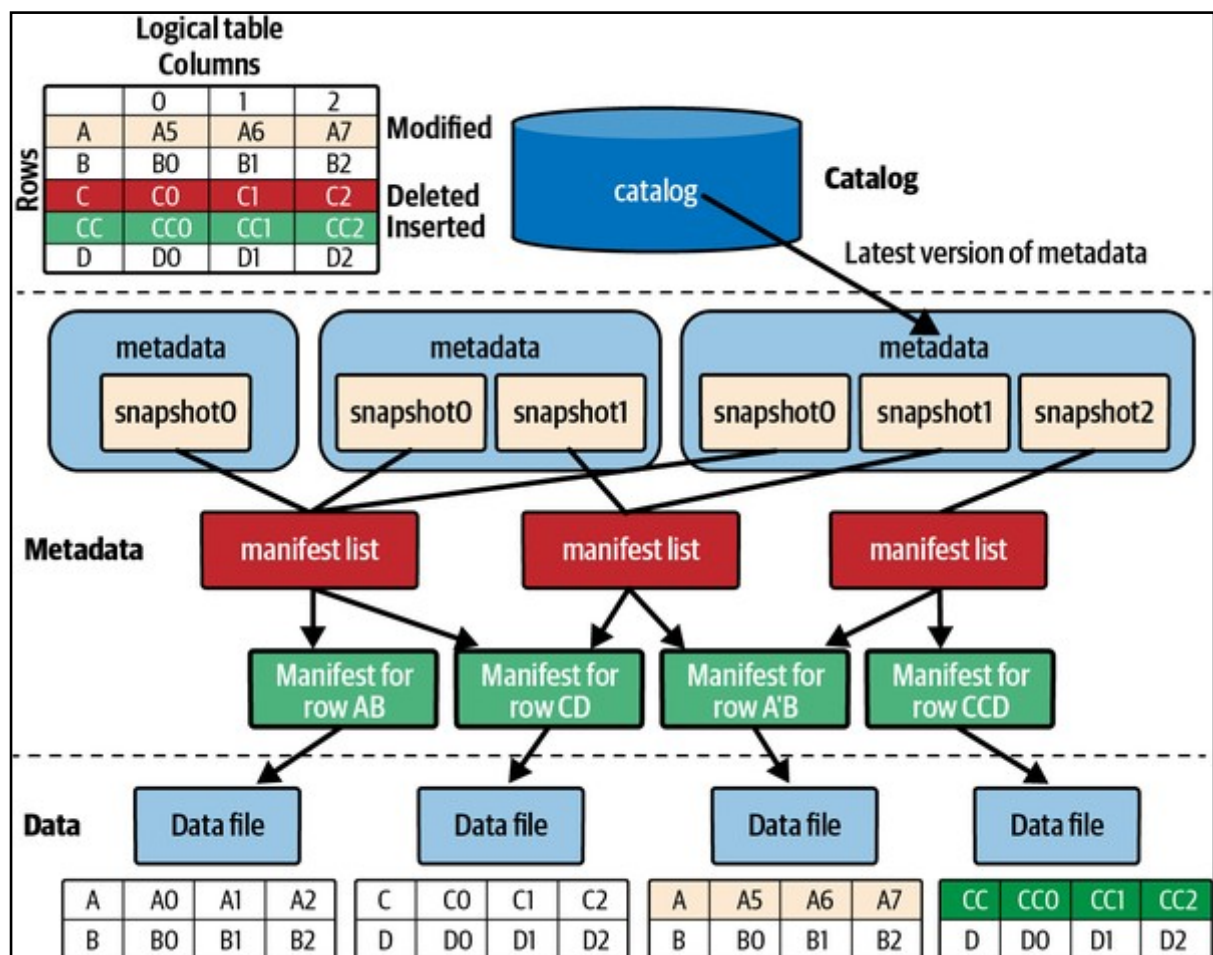 Logical table
Columns
Rows
0 1 2
A A5 A6 A7 Modified
B B0 B1 B2
C C0 C1 C2 Deleted
CC CC0 CC1 CC2 Inserted
D D0 D1 D2
catalog
Catalog
Latest version of metadata
metadata
snapshot0
metadata
snapshot0 snapshot1
metadata
snapshot0 snapshot1 snapshot2
Metadata
manifest list
manifest list
manifest list
Manifest for
row AB
Manifest for
row CD
Manifest for
row A'B
Manifest for
row CCD
Data
Data file
Data file
Data file
Data file
A A0 A1 A2
B B0 B1 B2
C C0 C1 C2
D D0 D1 D2
A A5 A6 A7
B B0 B1 B2
CC CC0 CC1 CC2
D D0 D1 D2